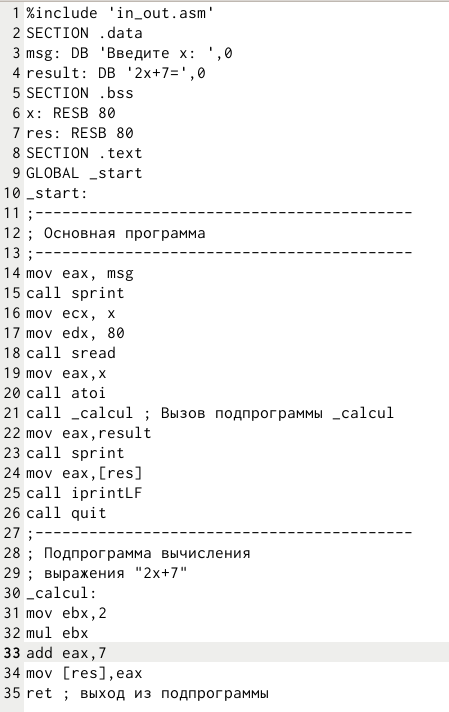 1 %include 'in_out.asm'
2 SECTION .data
3 msg: DB 'Введите x: ',0
4 result: DB '2x+7=',0
5 SECTION .bss
6 x: RESB 80
7 res: RESB 80
8 SECTION .text
9 GLOBAL _start
10 _start:
11 ;------------------------------------------
12 ; Основная программа
13 ;------------------------------------------
14 mov eax, msg
15 call sprint
16 mov ecx, x
17 mov edx, 80
18 call sread
19 mov eax,x
20 call atoi
21 call _calcul ; Вызов подпрограммы _calcul
22 mov eax,result
23 call sprint
24 mov eax,[res]
25 call iprintLF
26 call quit
27 ;------------------------------------------
28 ; Подпрограмма вычисления
29 ; выражения "2x+7"
30 _calcul:
31 mov ebx,2
32 mul ebx
33 add eax,7
34 mov [res],eax
35 ret ; выход из подпрограммы